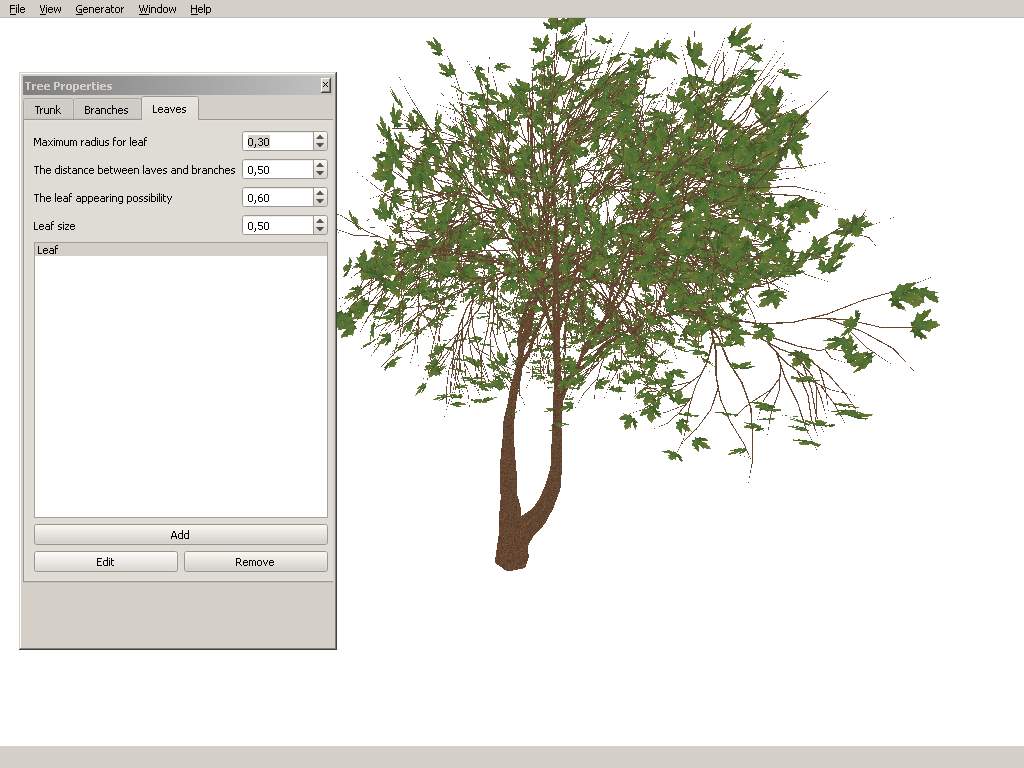 File View Generator Window Help
Tree Properties
Trunk Branches Leaves
Maximum radius for leaf 0,30
The distance between laves and branches 0,50
The leaf appearing possibility 0,60
Leaf size 0,50
Leaf
Add
Edit Remove